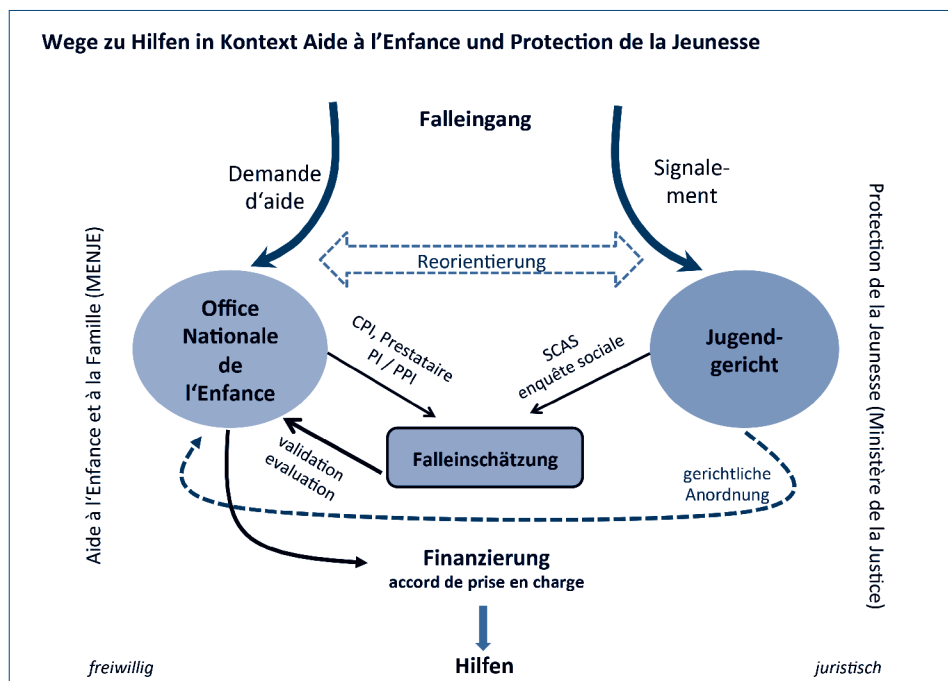 Wege zu Hilfen in Kontext Aide à l'Enfance und Protection de la Jeunesse
Falleingang
Demande
d'aide
Signale-
ment
Reorientierung
Aide à l'Enfance et à la Famille (MENJE)
Protection de la Jeunesse (Ministère de la Justice)
Office
Nationale
de
l'Enfance
CPI, Prestataire
PI / PPI
SCAS
enquête sociale
Jugend-
gericht
Falleinschätzung
validation
evaluation
gerichtliche
Anordnung
Finanzierung
accord de prise en charge
Hilfen
freiwillig
juristisch